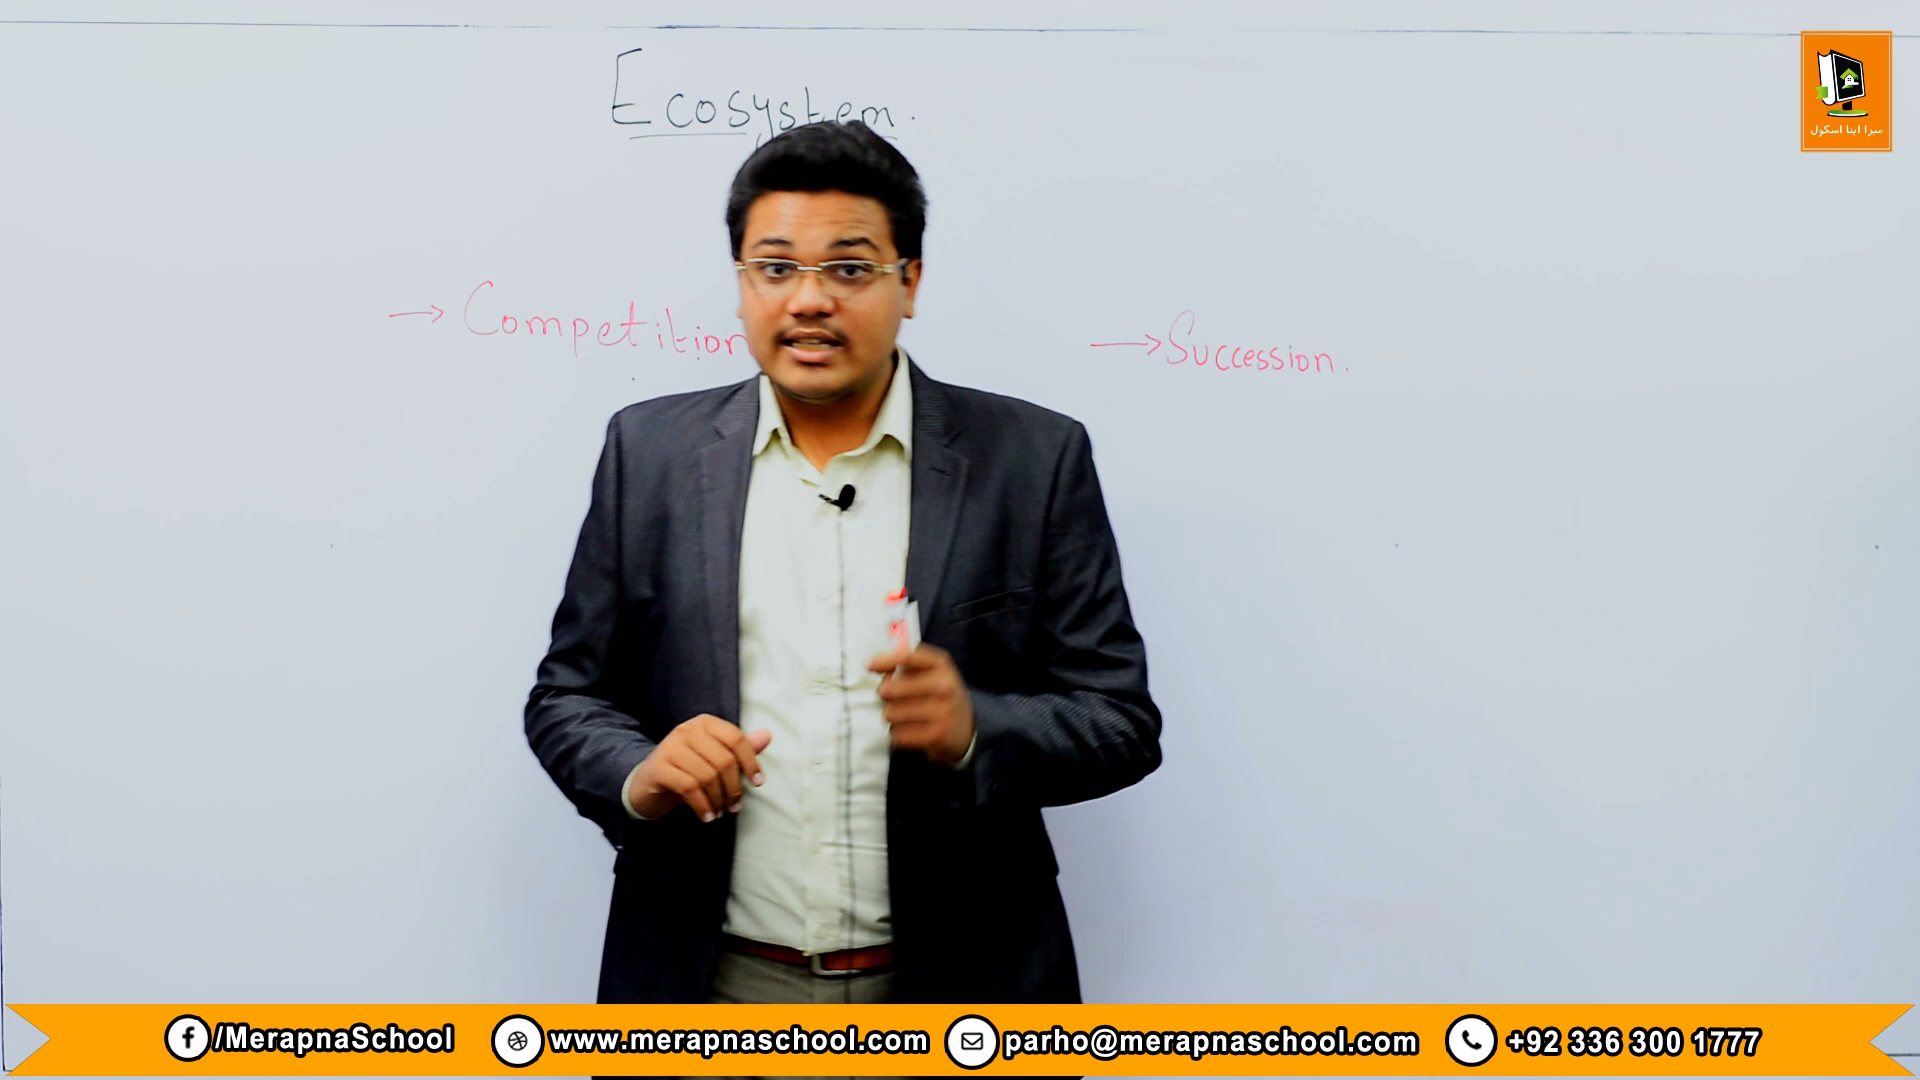 Ecosystem.
میرا اپنا اسکول
→ Competition
→ Succession.
/MerapnaSchool
www.merapnaschool.com
parho@merapnaschool.com
+92 336 300 1777